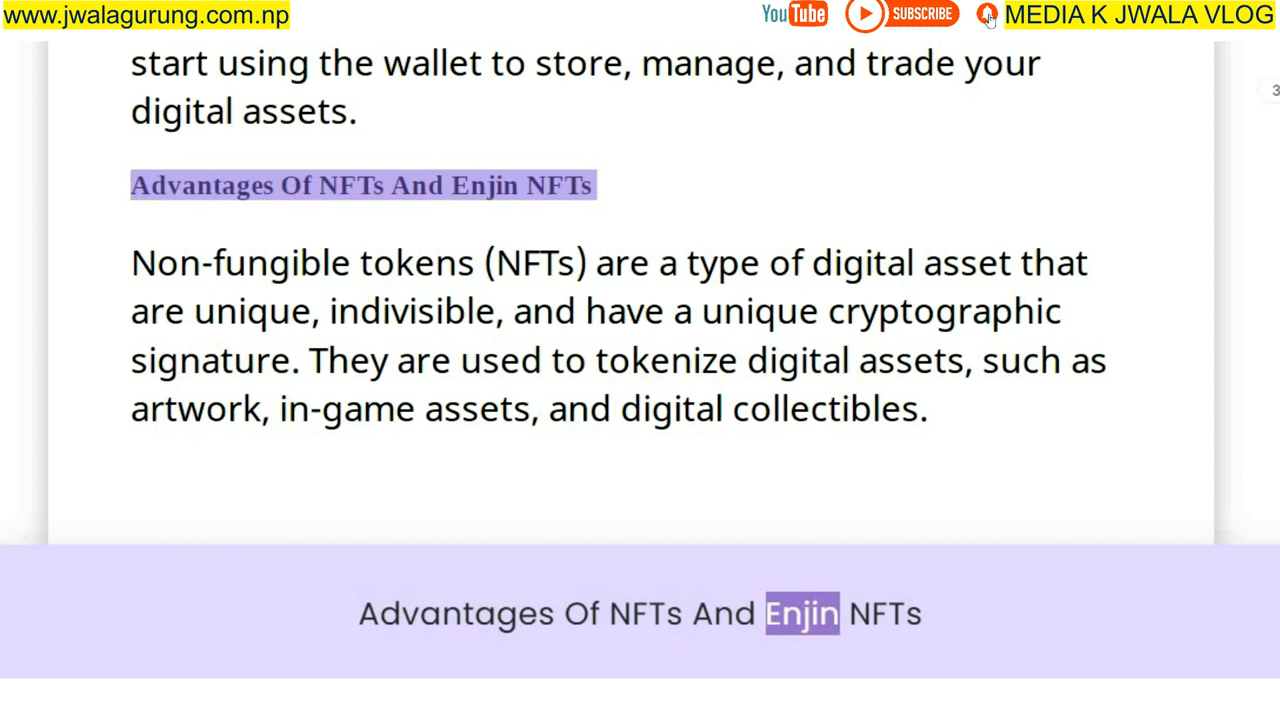 www.jwalagurung.com.np
YouTube SUBSCRIBE MEDIA K JWALA VLOG
start using the wallet to store, manage, and trade your
digital assets.
3
Advantages Of NFTs And Enjin NFTs
Non-fungible tokens (NFTs) are a type of digital asset that
are unique, indivisible, and have a unique cryptographic
signature. They are used to tokenize digital assets, such as
artwork, in-game assets, and digital collectibles.
Advantages Of NFTs And Enjin NFTs